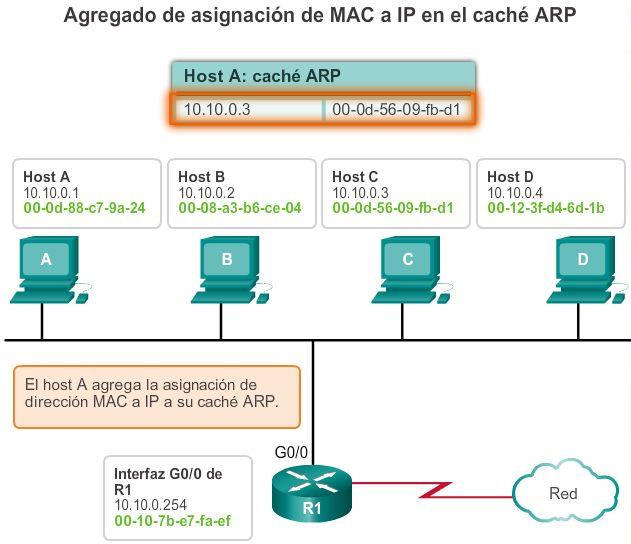 Agregado de asignación de MAC a IP en el caché ARP
Host A: caché ARP
10.10.0.3 00-0d-56-09-fb-d1
Host A
10.10.0.1
00-0d-88-c7-9a-24
Host B
10.10.0.2
00-08-a3-b6-ce-04
Host C
10.10.0.3
00-0d-56-09-fb-d1
Host D
10.10.0.4
00-12-3f-d4-6d-1b
A
B
C
D
El host A agrega la asignación de
dirección MAC a IP a su caché ARP.
G0/0
Interfaz G0/0 de
R1
10.10.0.254
00-10-7b-e7-fa-ef
R1
Red